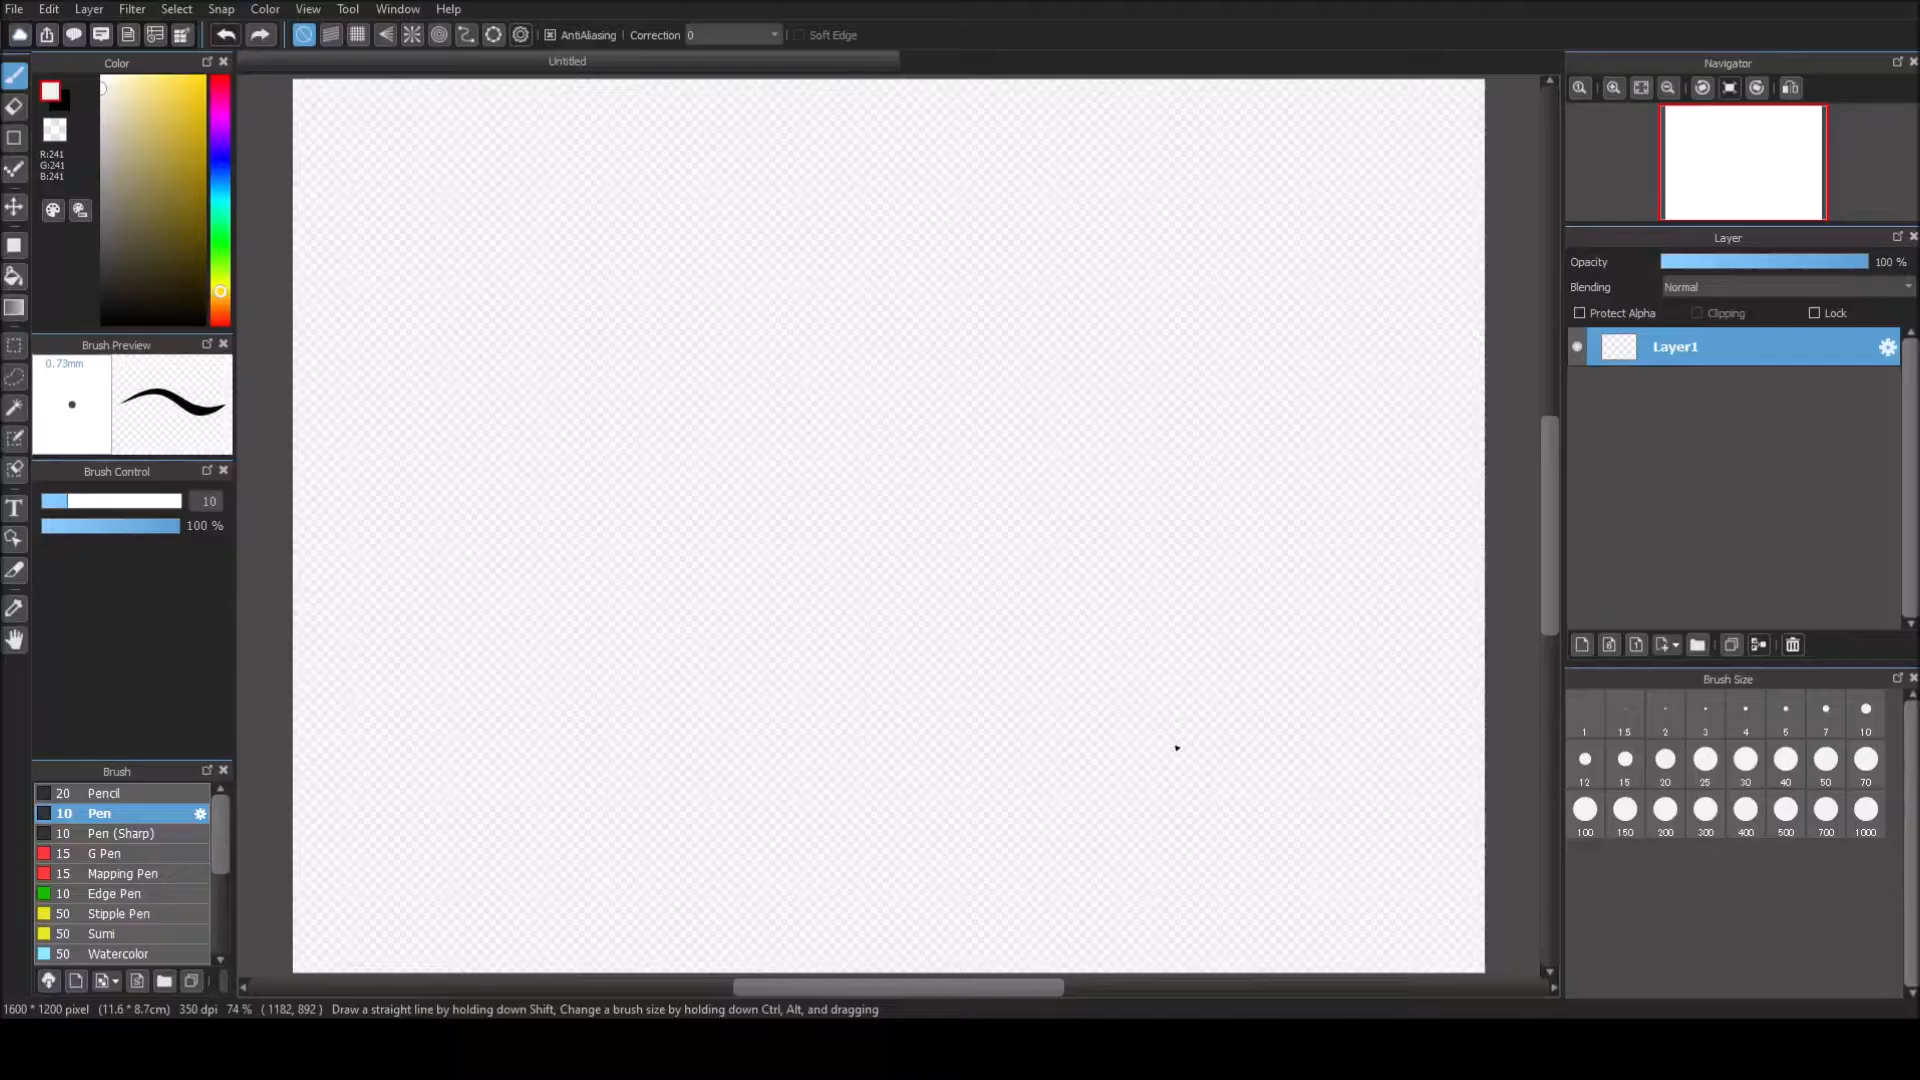 File Edit Layer Filter Select Snap Color View Tool Window Help
AntiAliasing Correction 0 Soft Edge
Untitled
Color
R:241
G:241
B:241
Brush Preview
0.73mm
Brush Control
10
100 %
Brush
20 Pencil
10 Pen
10 Pen (Sharp)
15 G Pen
15 Mapping Pen
10 Edge Pen
50 Stipple Pen
50 Sumi
50 Watercolor
Navigator
Layer
Opacity 100 %
Blending Normal
Protect Alpha Clipping Lock
Layer1
Brush Size
1 1.5 2 3 4 5 7 10
12 15 20 25 30 40 50 70
100 150 200 300 400 500 700 1000
1600 * 1200 pixel (11.6 * 8.7cm) 350 dpi 74 % ( 1182, 892 ) Draw a straight line by holding down Shift, Change a brush size by holding down Ctrl, Alt, and dragging